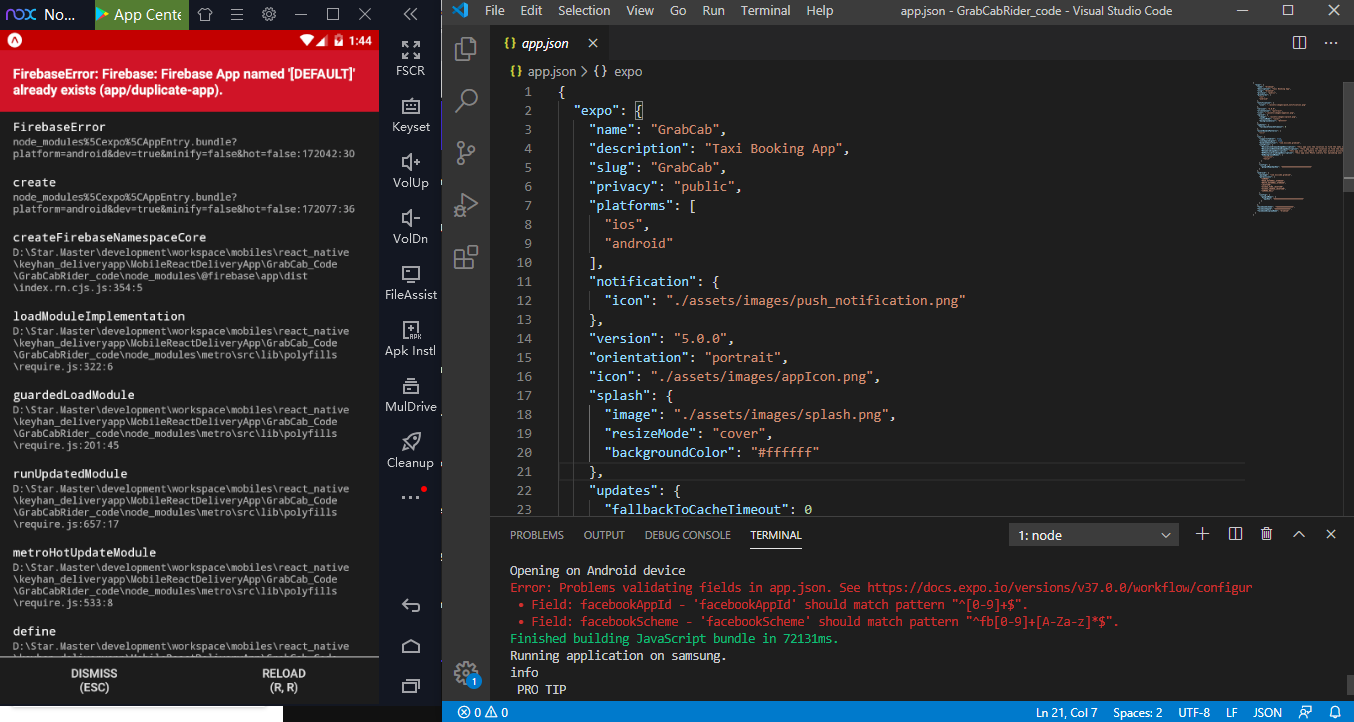 nox No...
App Cente
1:44
FirebaseError: Firebase: Firebase App named '[DEFAULT]'
already exists (app/duplicate-app).
FirebaseError
node_modules%5Cexpo%5CAppEntry.bundle?
platform=android&dev=true&minify=false&hot=false:172042:30
create
node_modules%5Cexpo%5CAppEntry.bundle?
platform=android&dev=true&minify=false&hot=false:172077:36
createFirebaseNamespaceCore
D:\Star.Master\development\workspace\mobiles\react_native
\keyhan_deliveryapp\MobileReactDeliveryApp\GrabCab_Code
\GrabCabRider_code\node_modules\@firebase\app\dist
\index.rn.cjs.js:354:5
loadModuleImplementation
D:\Star.Master\development\workspace\mobiles\react_native
\keyhan_deliveryapp\MobileReactDeliveryApp\GrabCab_Code
\GrabCabRider_code\node_modules\metro\src\lib\polyfills
\require.js:322:6
guardedLoadModule
D:\Star.Master\development\workspace\mobiles\react_native
\keyhan_deliveryapp\MobileReactDeliveryApp\GrabCab_Code
\GrabCabRider_code\node_modules\metro\src\lib\polyfills
\require.js:201:45
runUpdatedModule
D:\Star.Master\development\workspace\mobiles\react_native
\keyhan_deliveryapp\MobileReactDeliveryApp\GrabCab_Code
\GrabCabRider_code\node_modules\metro\src\lib\polyfills
\require.js:657:17
metroHotUpdateModule
D:\Star.Master\development\workspace\mobiles\react_native
\keyhan_deliveryapp\MobileReactDeliveryApp\GrabCab_Code
\GrabCabRider_code\node_modules\metro\src\lib\polyfills
\require.js:533:8
define
D:\Star.Master\development\workspace\mobiles\react_native
\keyhan_deliveryapp\MobileReactDeliveryApp\GrabCab_Code
DISMISS
(ESC)
RELOAD
(R, R)
FSCR
Keyset
VolUp
VolDn
FileAssist
Apk Instl
MulDrive
Cleanup
File Edit Selection View Go Run Terminal Help
app.json - GrabCabRider_code - Visual Studio Code
{} app.json
{} app.json > {} expo
1 {
2 "expo": {
3 "name": "GrabCab",
4 "description": "Taxi Booking App",
5 "slug": "GrabCab",
6 "privacy": "public",
7 "platforms": [
8 "ios",
9 "android"
10 ],
11 "notification": {
12 "icon": "./assets/images/push_notification.png"
13 },
14 "version": "5.0.0",
15 "orientation": "portrait",
16 "icon": "./assets/images/appIcon.png",
17 "splash": {
18 "image": "./assets/images/splash.png",
19 "resizeMode": "cover",
20 "backgroundColor": "#ffffff"
21 },
22 "updates": {
23 "fallbackToCacheTimeout": 0
PROBLEMS OUTPUT DEBUG CONSOLE TERMINAL
1: node
Opening on Android device
Error: Problems validating fields in app.json. See https://docs.expo.io/versions/v37.0.0/workflow/configur
• Field: facebookAppId - 'facebookAppId' should match pattern "^[0-9]+$".
• Field: facebookScheme - 'facebookScheme' should match pattern "^fb[0-9]+[A-Za-z]*$".
Finished building JavaScript bundle in 72131ms.
Running application on samsung.
info
PRO TIP
1
0 0
Ln 21, Col 7 Spaces: 2 UTF-8 LF JSON